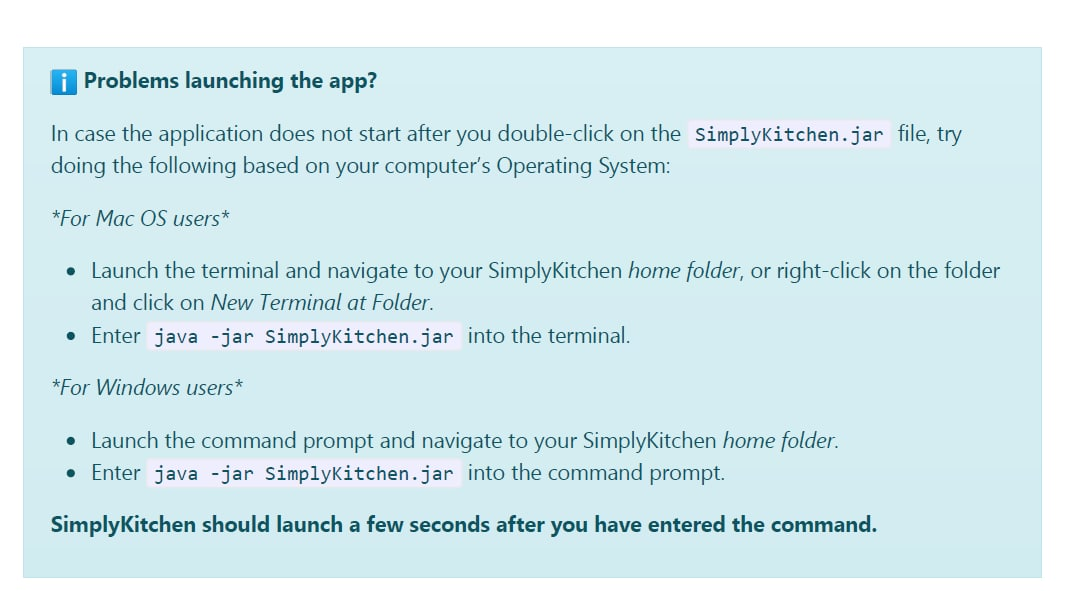 Problems launching the app?
In case the application does not start after you double-click on the SimplyKitchen.jar file, try
doing the following based on your computer’s Operating System:
*For Mac OS users*
• Launch the terminal and navigate to your SimplyKitchen home folder, or right-click on the folder
and click on New Terminal at Folder.
• Enter java -jar SimplyKitchen.jar into the terminal.
*For Windows users*
• Launch the command prompt and navigate to your SimplyKitchen home folder.
• Enter java -jar SimplyKitchen.jar into the command prompt.
SimplyKitchen should launch a few seconds after you have entered the command.